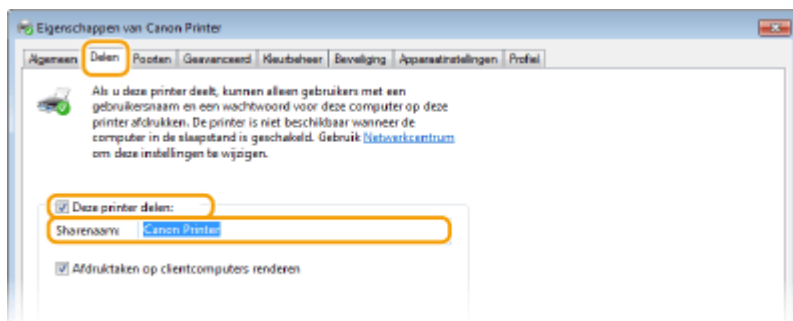 Eigenschappen van Canon Printer
Algemeen Delen Poorten Geavanceerd Kleurbeheer Beveiliging Apparaatinstellingen Profiel
Als u deze printer deelt, kunnen alleen gebruikers met een
gebruikersnaam en een wachtwoord voor deze computer op deze
printer afdrukken. De printer is niet beschikbaar wanneer de
computer in de slaapstand is geschakeld. Gebruik Netwerkcentrum
om deze instellingen te wijzigen.
Deze printer delen:
Sharenaam: Canon Printer
Afdruktaken op clientcomputers renderen